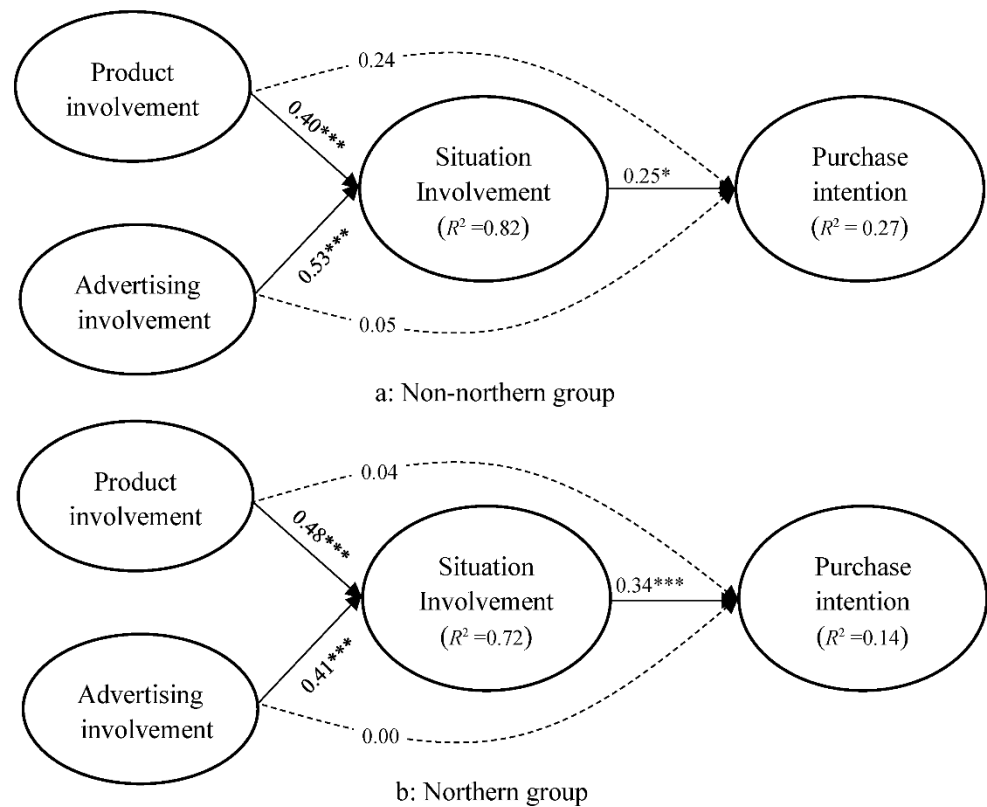 Product
involvement
0.24
0.40***
Situation
Involvement
(R² =0.82)
0.25*
Purchase
intention
(R² = 0.27)
Advertising
involvement
0.53***
0.05
a: Non-northern group
Product
involvement
0.04
0.48***
Situation
Involvement
(R² =0.72)
0.34***
Purchase
intention
(R² =0.14)
Advertising
involvement
0.41***
0.00
b: Northern group